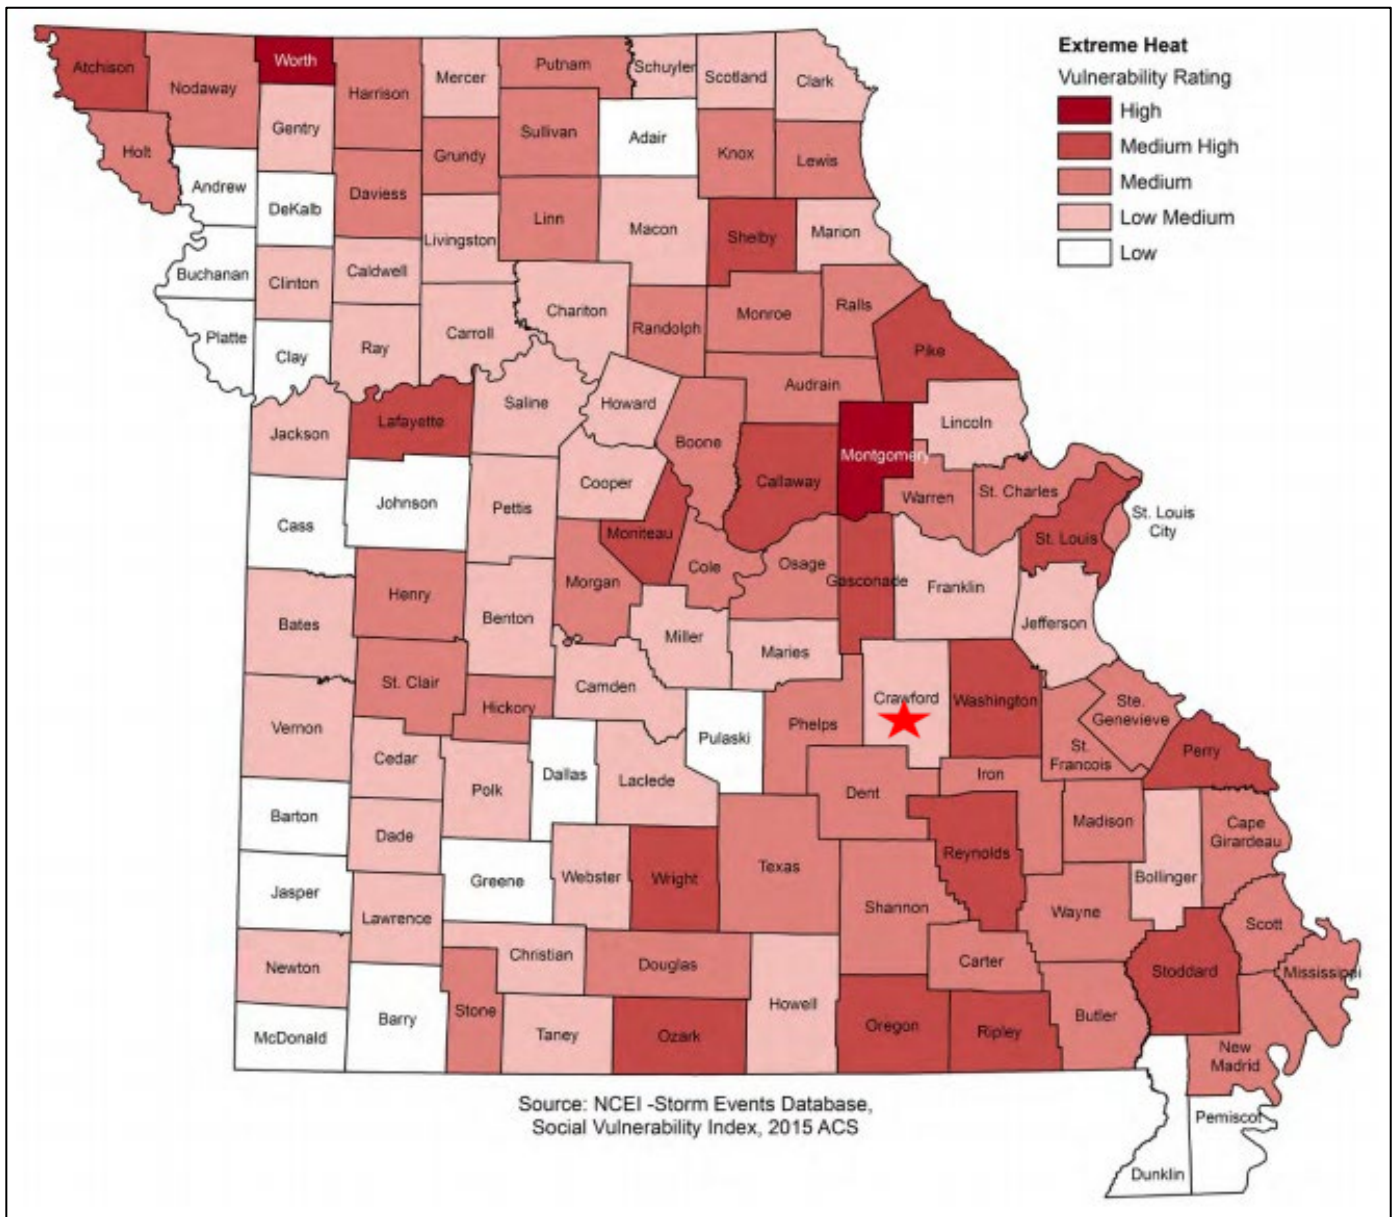 Extreme Heat
Vulnerability Rating
High
Medium High
Medium
Low Medium
Low
Atchison
Nodaway
Worth
Harrison
Mercer
Putnam
Schuyler
Scotland
Clark
Gentry
Sullivan
Adair
Holt
Grundy
Knox
Lewis
Andrew
DeKalb
Daviess
Linn
Macon
Shelby
Marion
Livingston
Buchanan
Clinton
Caldwell
Chariton
Randolph
Monroe
Ralls
Platte
Clay
Ray
Carroll
Pike
Audrain
Saline
Howard
Lafayette
Jackson
Boone
Lincoln
Montgomery
Cooper
Callaway
Warren
St. Charles
Cass
Johnson
Pettis
St. Louis
City
Moniteau
St. Louis
Cole
Osage
Gasconade
Franklin
Morgan
Henry
Benton
Bates
Miller
Maries
Jefferson
St. Clair
Camden
Crawford
Washington
Hickory
Vernon
Phelps
Ste.
Genevieve
Pulaski
St.
Francois
Perry
Cedar
Dallas
Laclede
Polk
Iron
Dent
Barton
Dade
Madison
Cape
Girardeau
Reynolds
Texas
Jasper
Greene
Webster
Wright
Bollinger
Lawrence
Shannon
Wayne
Scott
Newton
Christian
Douglas
Carter
Stoddard
Mississippi
Howell
McDonald
Barry
Stone
Taney
Ozark
Oregon
Ripley
Butler
New
Madrid
Pemiscot
Dunklin
Source: NCEI -Storm Events Database,
Social Vulnerability Index, 2015 ACS